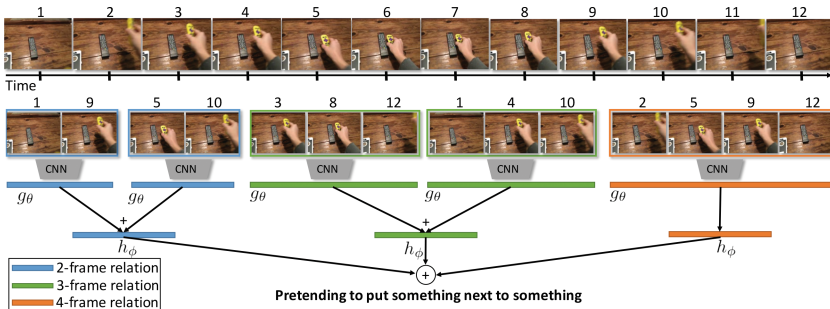 1 2 3 4 5 6 7 8 9 10 11 12
Time
1 9 5 10 3 8 12 1 4 10 2 5 9 12
CNN CNN CNN CNN CNN
gθ gθ gθ gθ gθ
+ +
hϕ hϕ hϕ
+
2-frame relation
3-frame relation
4-frame relation
Pretending to put something next to something